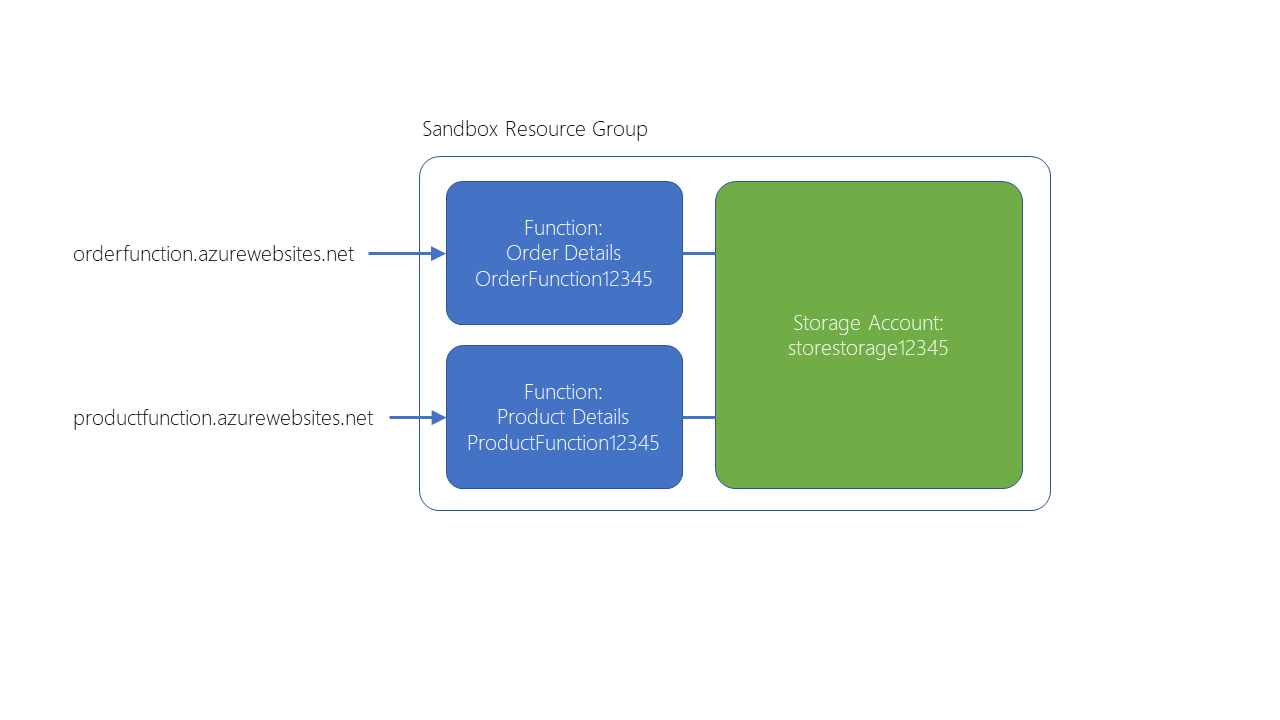 Sandbox Resource Group
orderfunction.azurewebsites.net
Function:
Order Details
OrderFunction12345
productfunction.azurewebsites.net
Function:
Product Details
ProductFunction12345
Storage Account:
storestorage12345